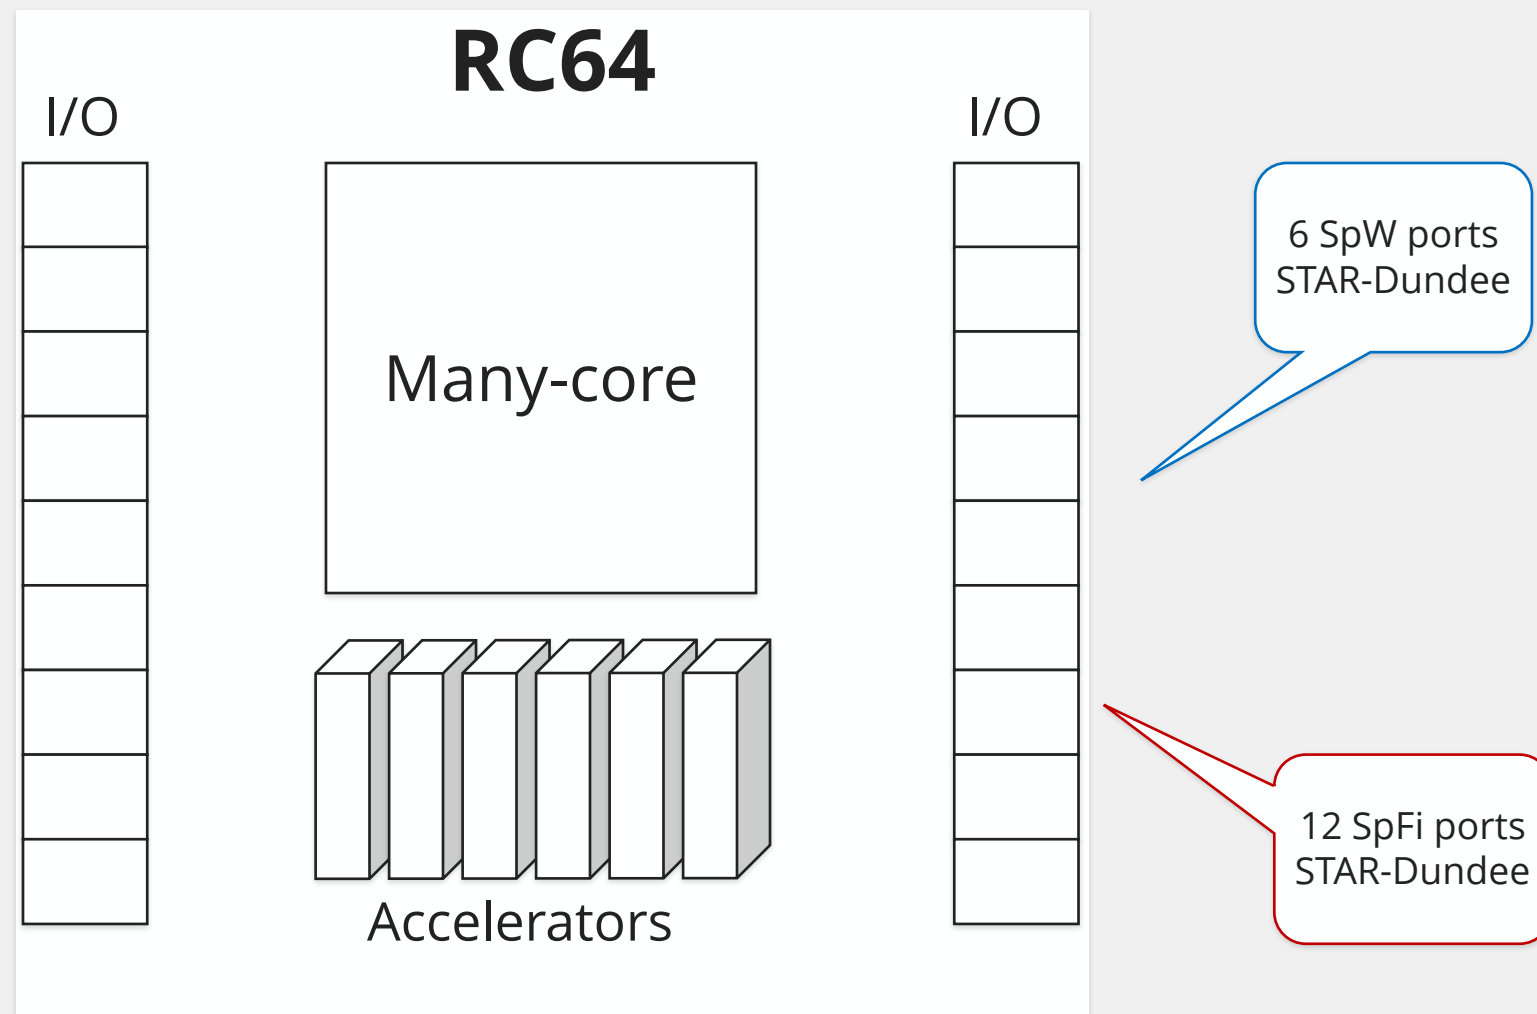 RC64
I/O
I/O
6 SpW ports
STAR-Dundee
Many-core
12 SpFi ports
STAR-Dundee
Accelerators